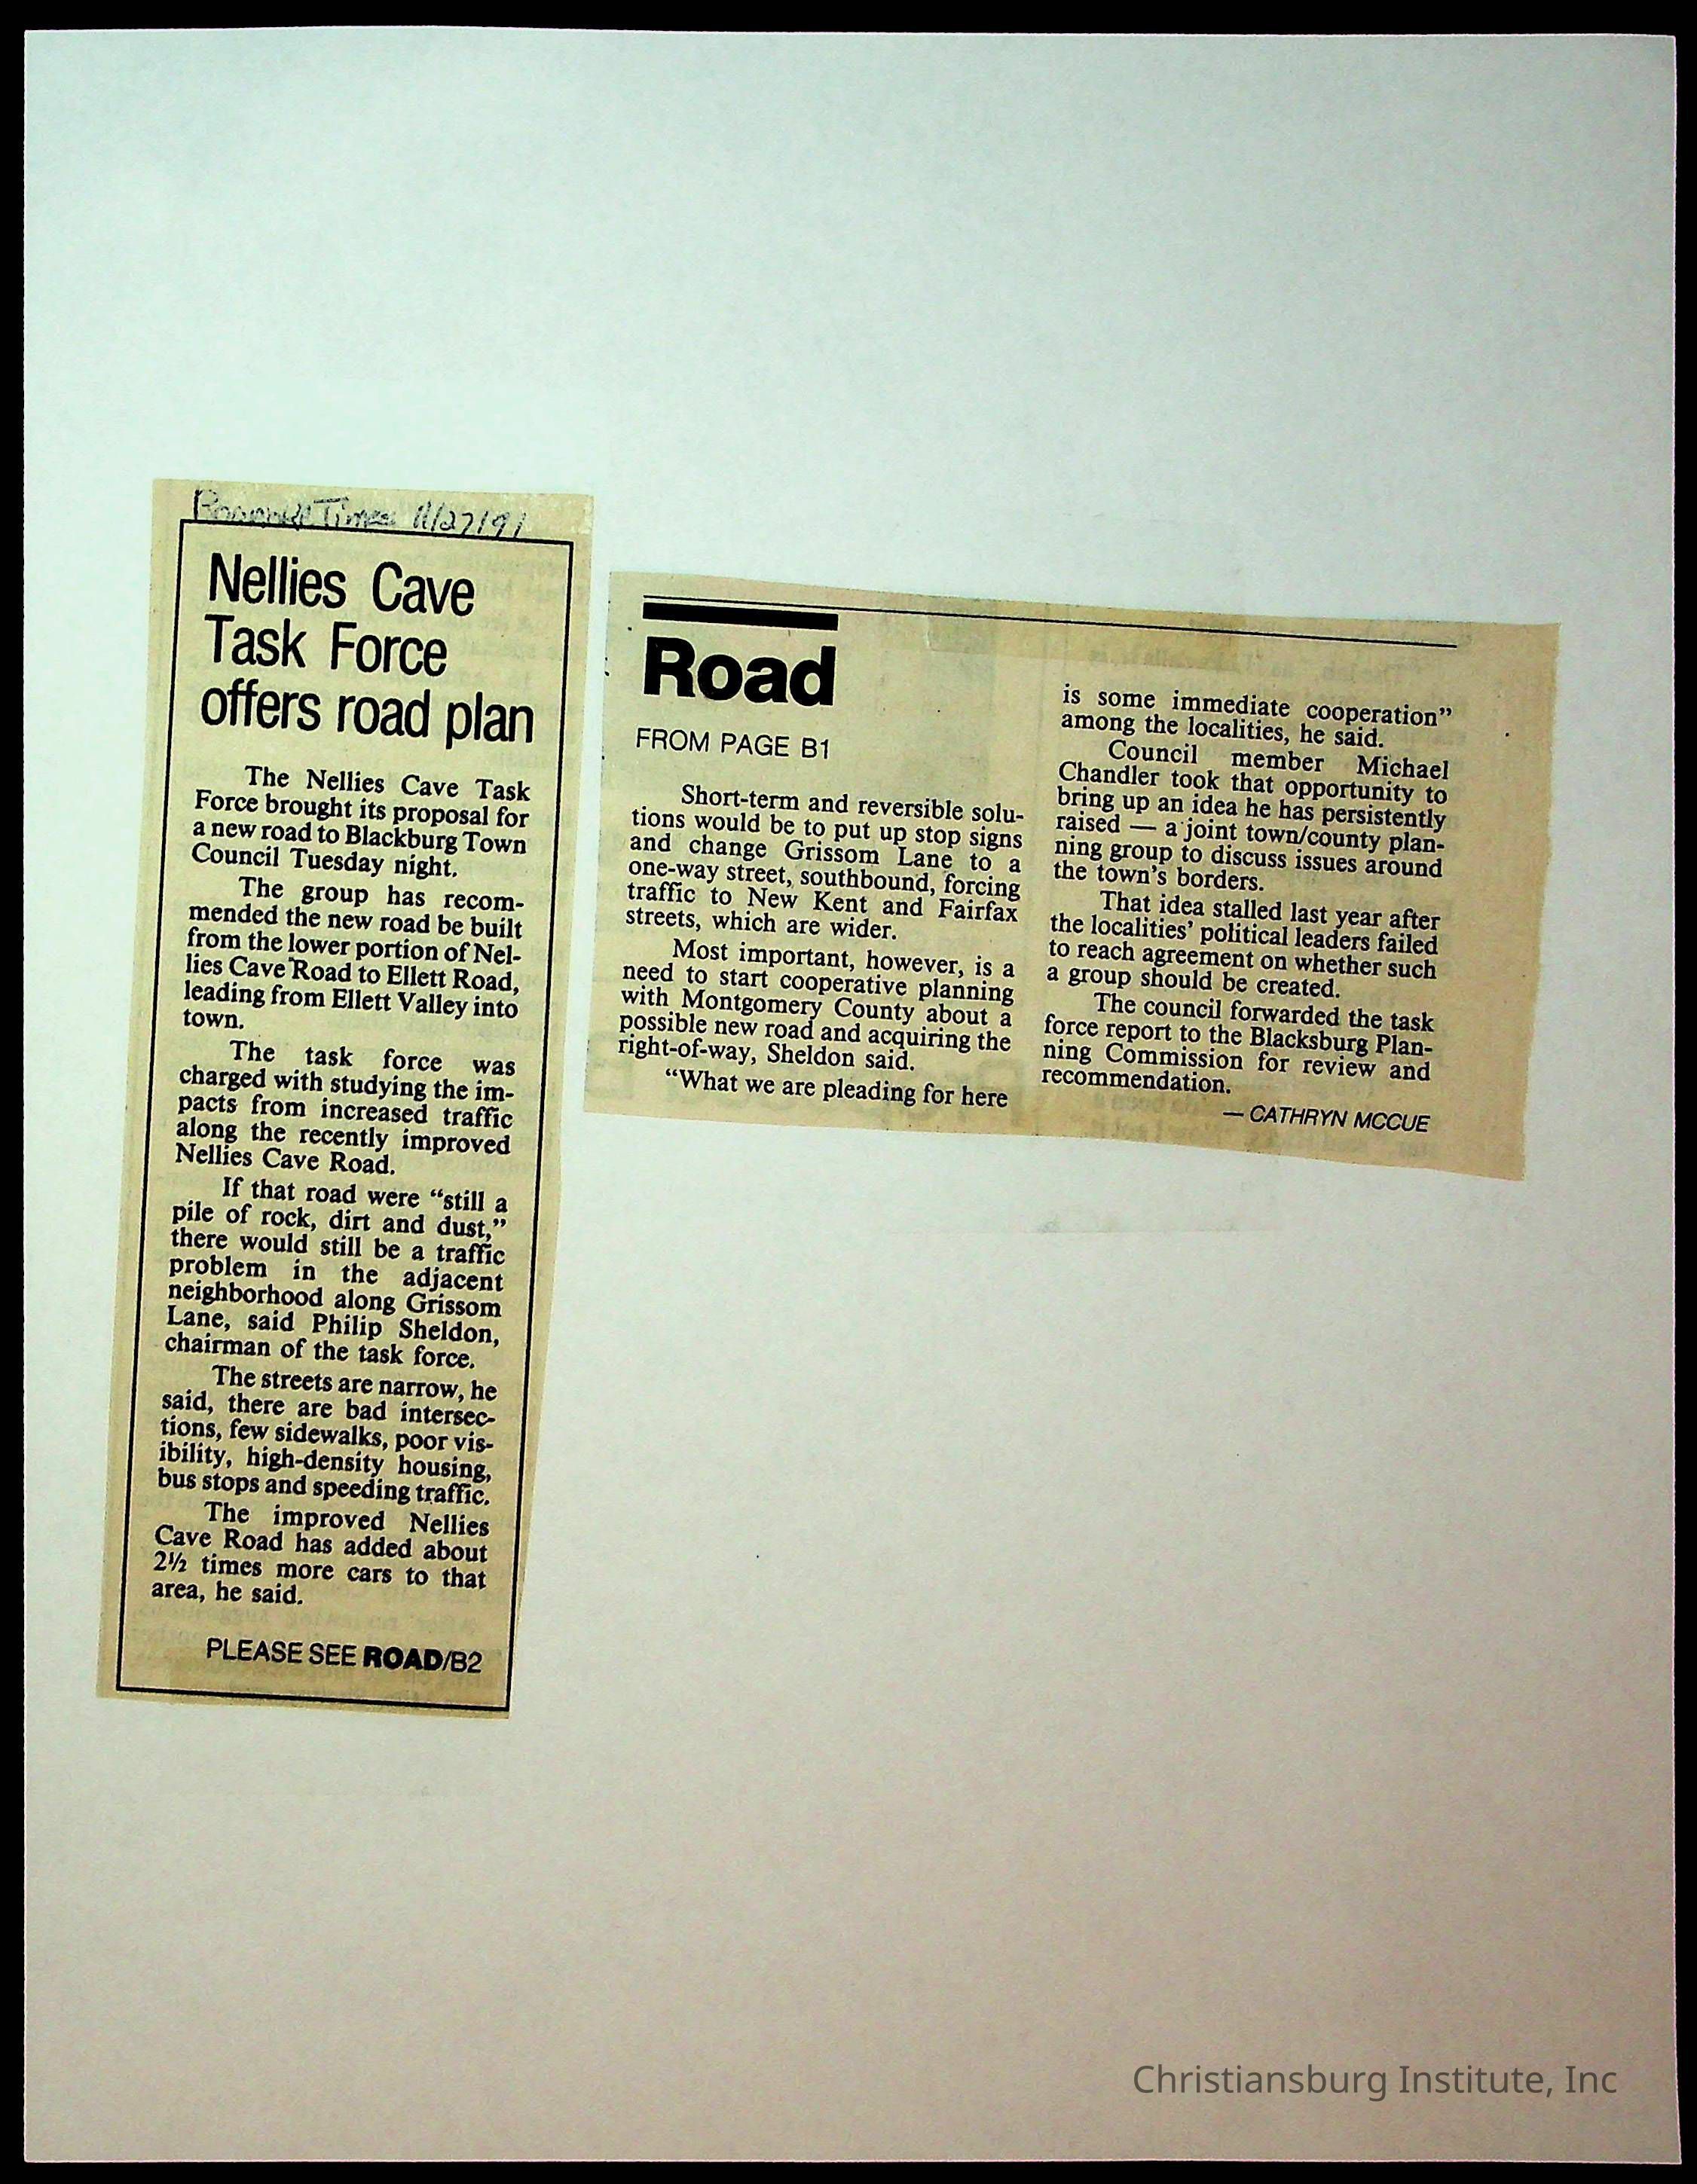 Roanoke Times 11/27/91
Nellies Cave
Task Force
offers road plan
The Nellies Cave Task
Force brought its proposal for
a new road to Blackburg Town
Council Tuesday night.
The group has recom-
mended the new road be built
from the lower portion of Nel-
lies Cave Road to Ellett Road,
leading from Ellett Valley into
town.
The task force was
charged with studying the im-
pacts from increased traffic
along the recently improved
Nellies Cave Road.
If that road were “still a
pile of rock, dirt and dust,”
there would still be a traffic
problem in the adjacent
neighborhood along Grissom
Lane, said Philip Sheldon,
chairman of the task force.
The streets are narrow, he
said, there are bad intersec-
tions, few sidewalks, poor vis-
ibility, high-density housing,
bus stops and speeding traffic.
The improved Nellies
Cave Road has added about
2½ times more cars to that
area, he said.
PLEASE SEE ROAD/B2
Road
FROM PAGE B1
Short-term and reversible solu-
tions would be to put up stop signs
and change Grissom Lane to a
one-way street, southbound, forcing
traffic to New Kent and Fairfax
streets, which are wider.
Most important, however, is a
need to start cooperative planning
with Montgomery County about a
possible new road and acquiring the
right-of-way, Sheldon said.
“What we are pleading for here
is some immediate cooperation”
among the localities, he said.
Council member Michael
Chandler took that opportunity to
bring up an idea he has persistently
raised — a joint town/county plan-
ning group to discuss issues around
the town’s borders.
That idea stalled last year after
the localities’ political leaders failed
to reach agreement on whether such
a group should be created.
The council forwarded the task
force report to the Blacksburg Plan-
ning Commission for review and
recommendation.
— CATHRYN MCCUE
Christiansburg Institute, Inc